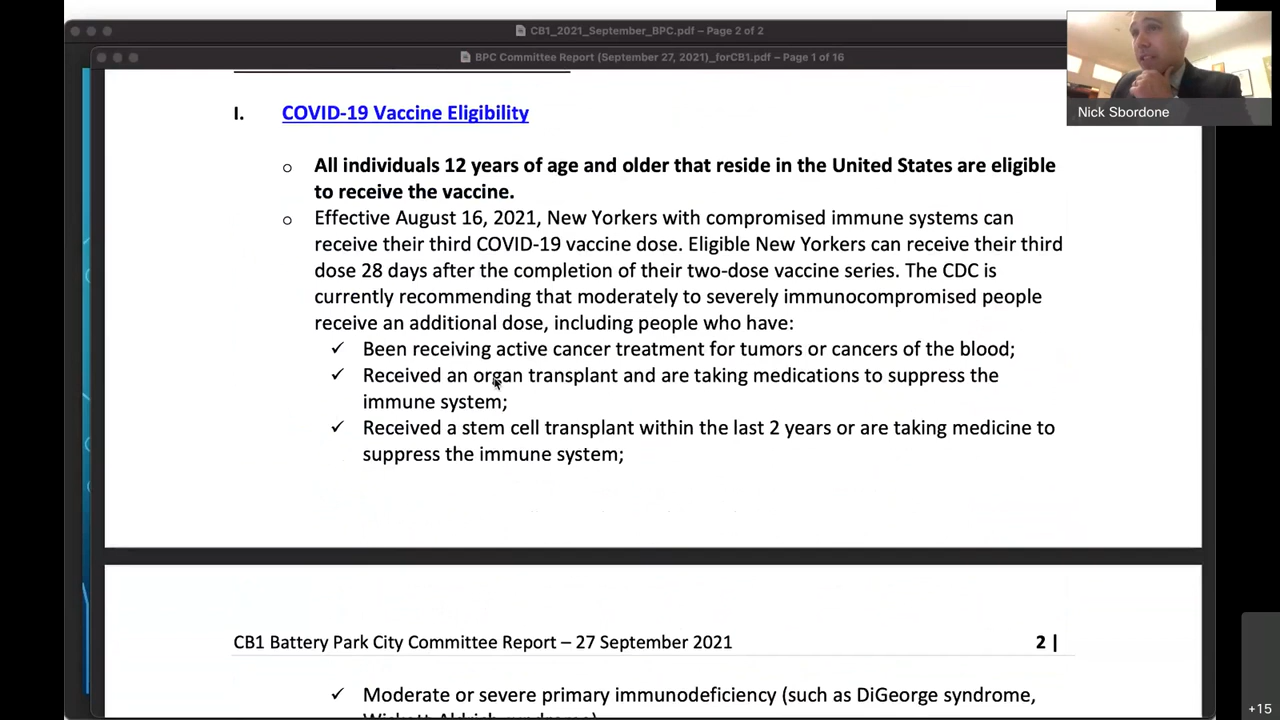 CB1_2021_September_BPC.pdf – Page 2 of 2
BPC Committee Report (September 27, 2021)_forCB1.pdf – Page 1 of 16
Nick Sbordone
I. COVID-19 Vaccine Eligibility
o All individuals 12 years of age and older that reside in the United States are eligible
to receive the vaccine.
o Effective August 16, 2021, New Yorkers with compromised immune systems can
receive their third COVID-19 vaccine dose. Eligible New Yorkers can receive their third
dose 28 days after the completion of their two-dose vaccine series. The CDC is
currently recommending that moderately to severely immunocompromised people
receive an additional dose, including people who have:
✓ Been receiving active cancer treatment for tumors or cancers of the blood;
✓ Received an organ transplant and are taking medications to suppress the
immune system;
✓ Received a stem cell transplant within the last 2 years or are taking medicine to
suppress the immune system;
CB1 Battery Park City Committee Report – 27 September 2021 2 |
✓ Moderate or severe primary immunodeficiency (such as DiGeorge syndrome,
Wiskott-Aldrich syndrome)
+15